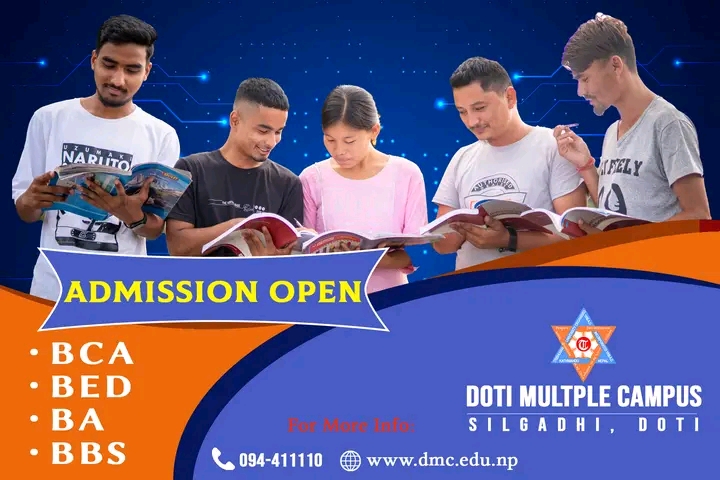 UZUMAKI
NARUTO
ADMISSION OPEN
• BCA
• BED
• BA
• BBS
DOTI MULTPLE CAMPUS
SILGADHI, DOTI
For More Info:
094-411110 www.dmc.edu.np